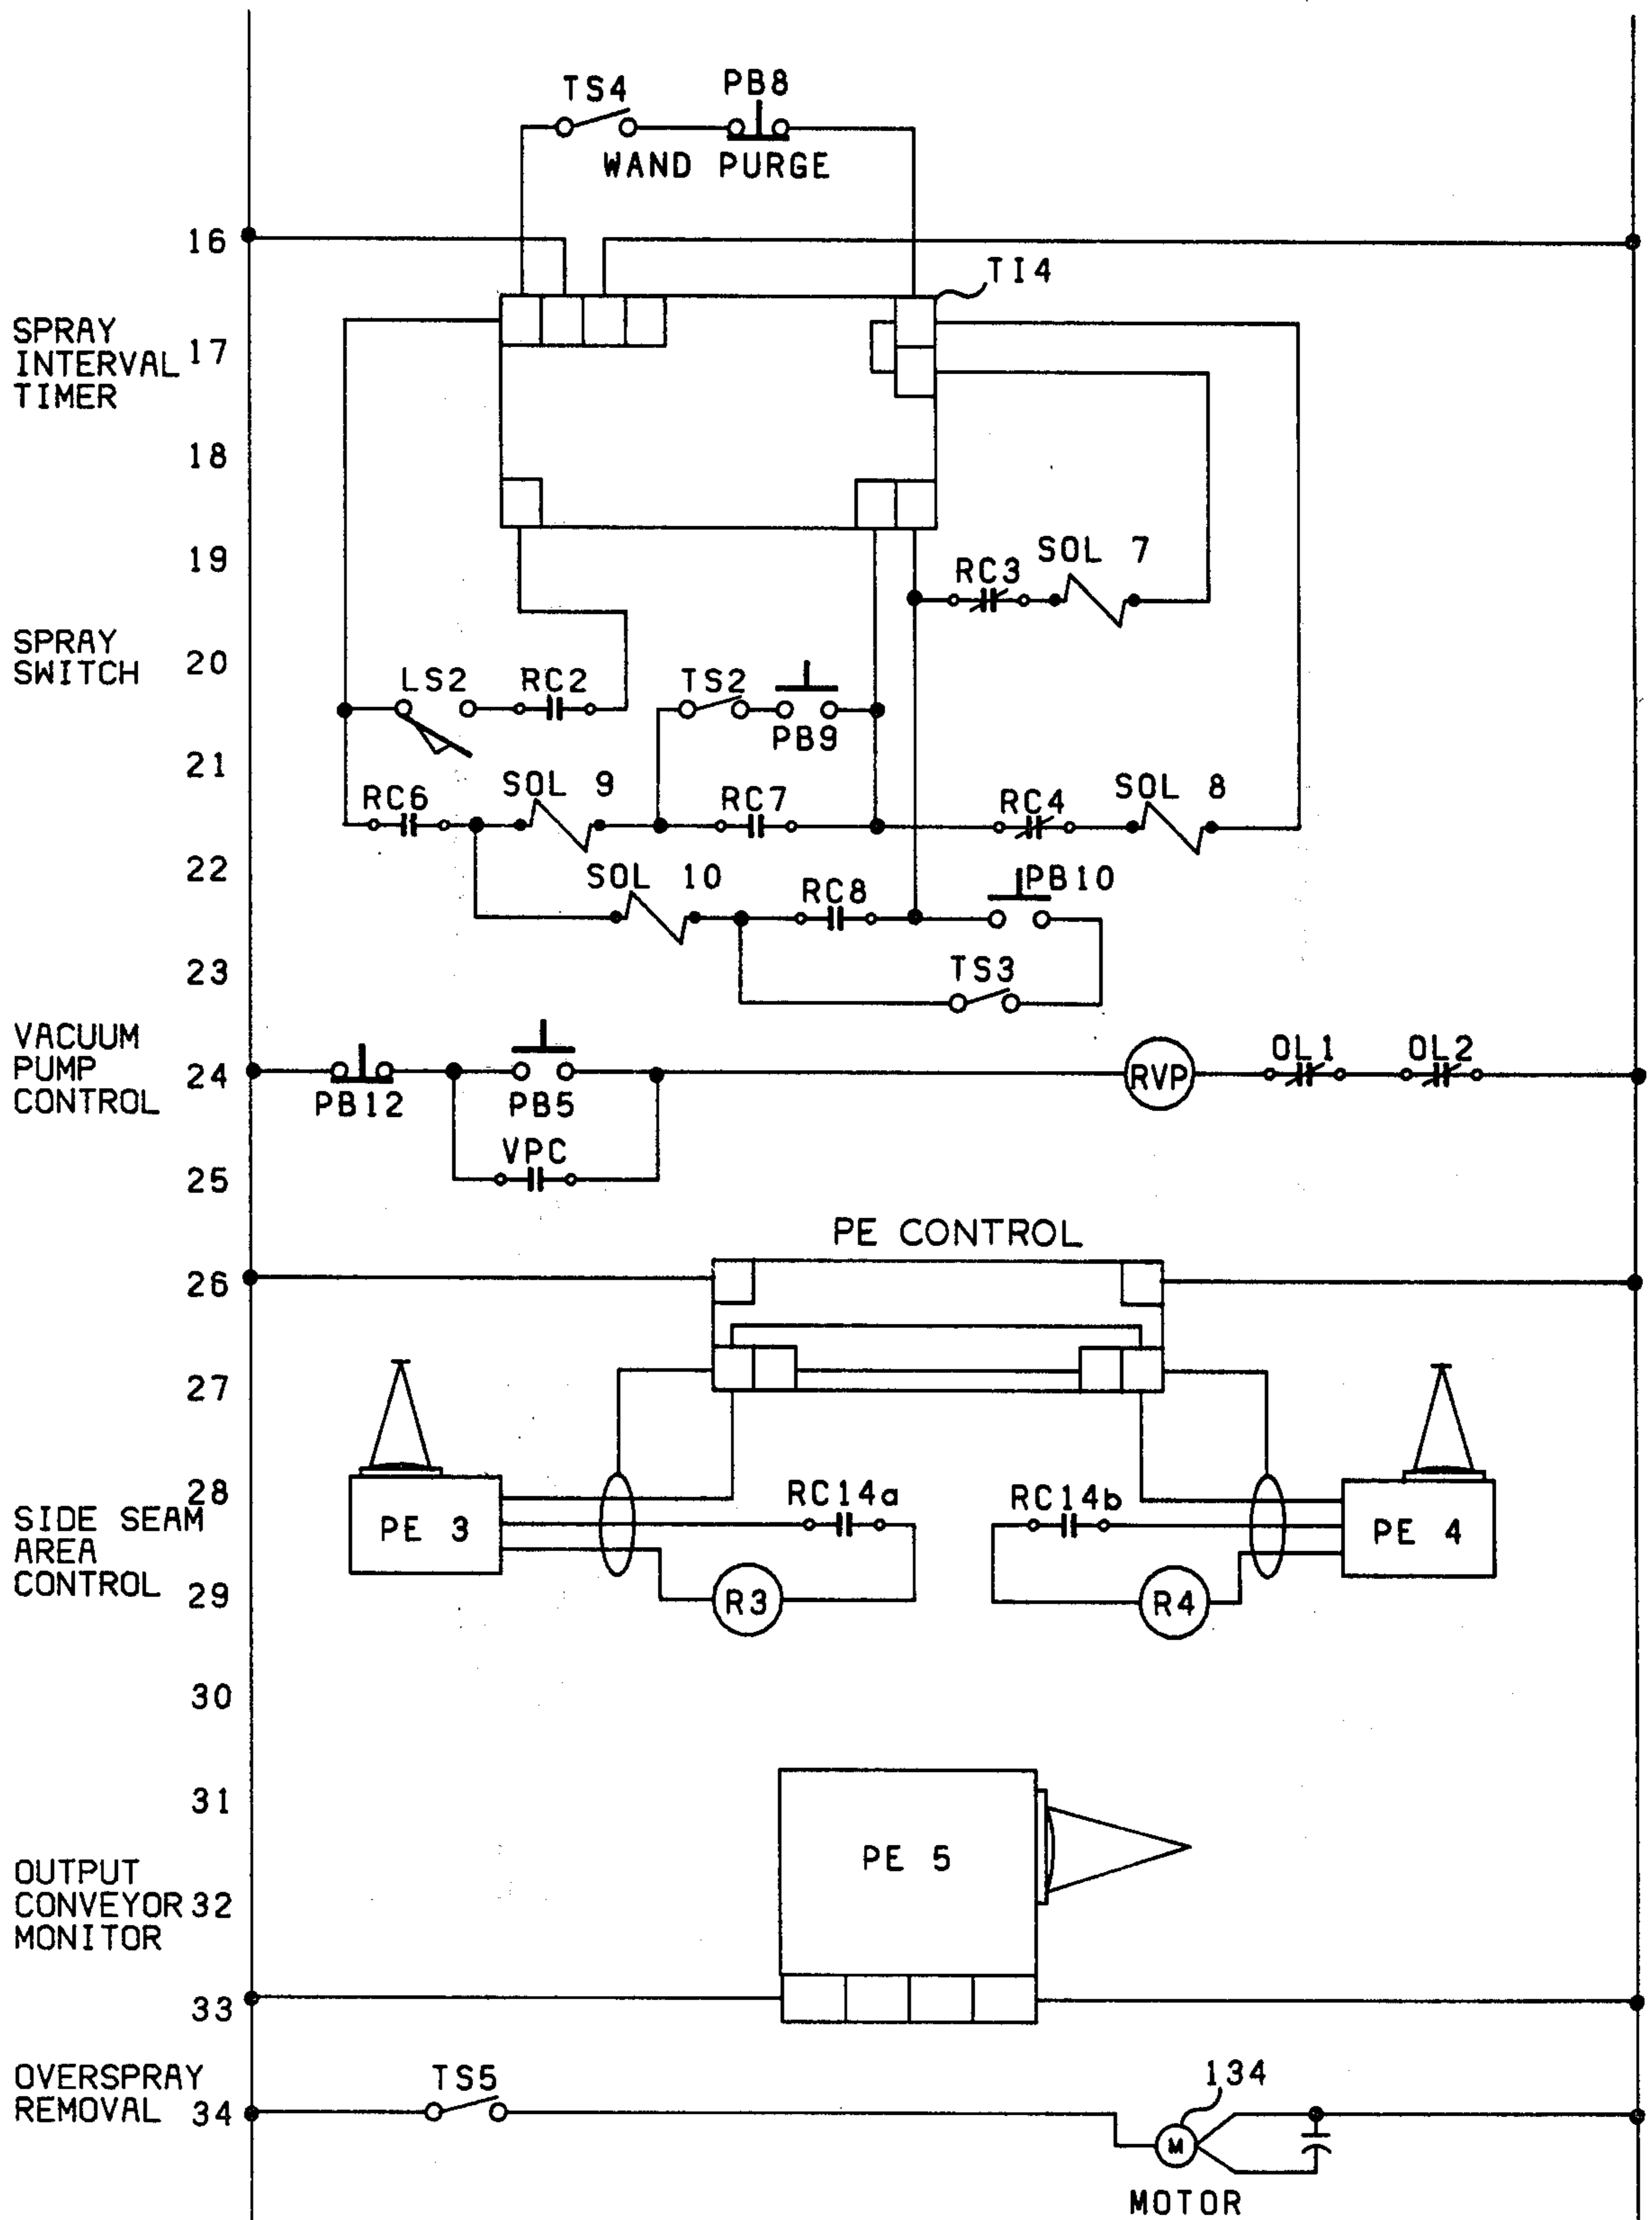 TS4 PB8
WAND PURGE
16
TI4
SPRAY
INTERVAL 17
TIMER
18
19 RC3 SOL 7
SPRAY
SWITCH 20
LS2 RC2 TS2
PB9
21
RC6 SOL 9 RC7 RC4 SOL 8
22
SOL 10 RC8 PB10
23 TS3
VACUUM
PUMP 24
CONTROL
RVP OL1 OL2
PB12 PB5
VPC
25
PE CONTROL
26
27
28 RC14a RC14b
SIDE SEAM
AREA
CONTROL 29
PE 3 PE 4
R3 R4
30
31
PE 5
OUTPUT
CONVEYOR 32
MONITOR
33
OVERSPRAY
REMOVAL 34
TS5 134
M
MOTOR